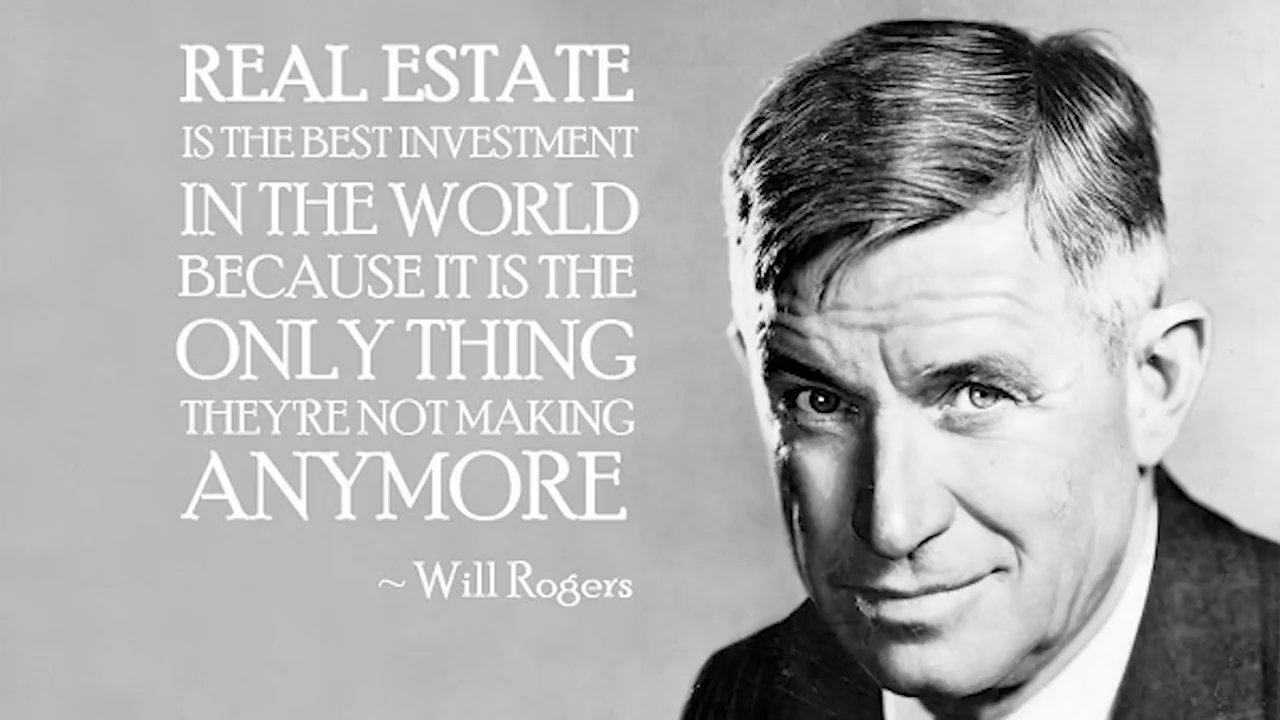 REAL ESTATE
IS THE BEST INVESTMENT
IN THE WORLD
BECAUSE IT IS THE
ONLY THING
THEY'RE NOT MAKING
ANYMORE
~ Will Rogers